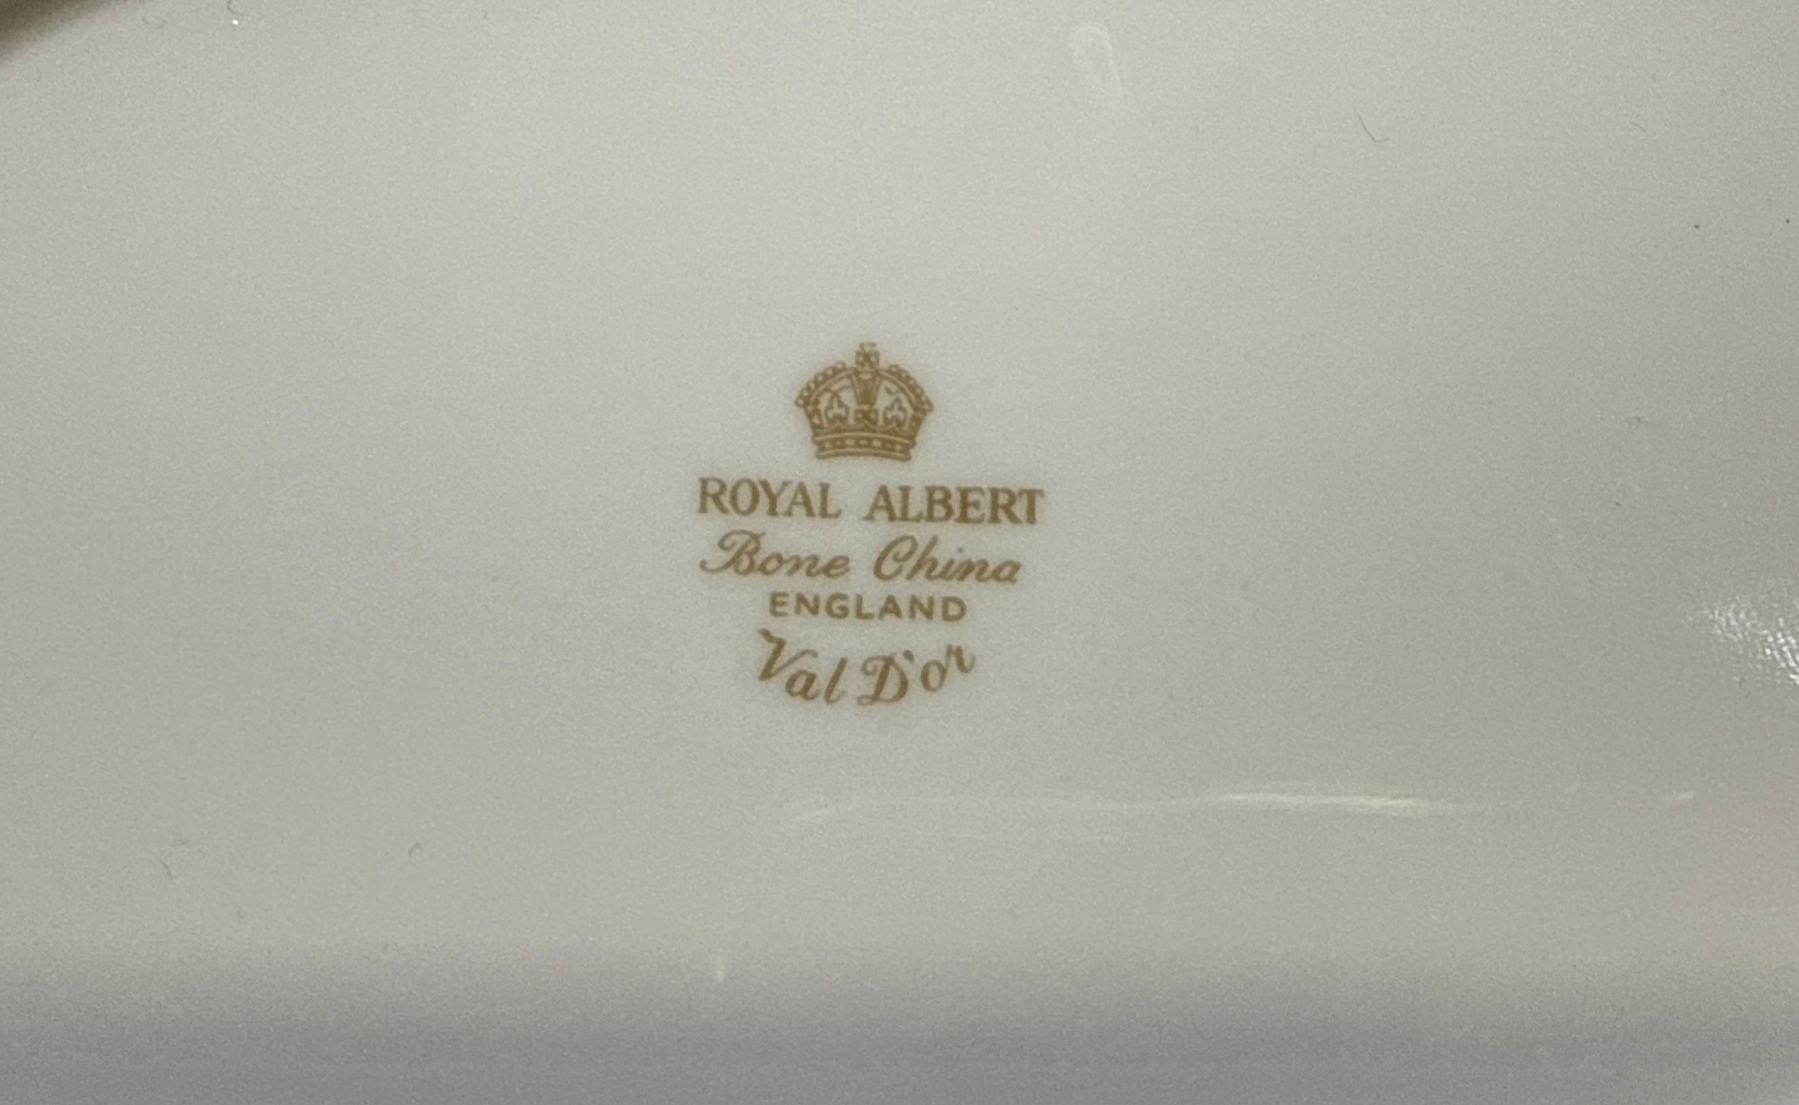 ROYAL ALBERT
Bone China
ENGLAND
Val D'or